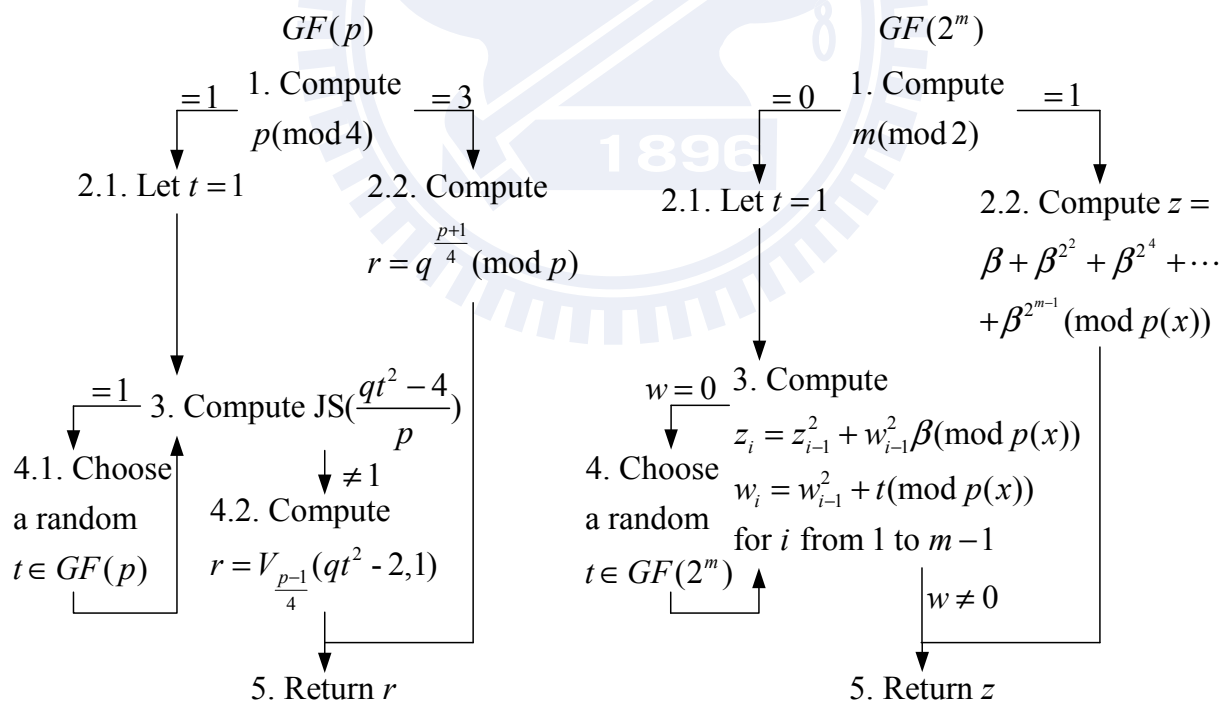 GF(p)
=1
1. Compute
p(mod 4)
=3
2.1. Let t = 1
2.2. Compute
r = q^{\frac{p+1}{4}} (mod p)
=1
3. Compute JS(\frac{qt^2 − 4}{p})
4.1. Choose
a random
t ∈ GF(p)
≠ 1
4.2. Compute
r = V_{\frac{p−1}{4}}(qt^2 - 2,1)
5. Return r
GF(2^m)
=0
1. Compute
m(mod 2)
=1
1896
2.1. Let t = 1
2.2. Compute z =
β + β^{2^2} + β^{2^4} + ⋯
+β^{2^{m−1}} (mod p(x))
w = 0
3. Compute
z_i = z_{i−1}^2 + w_{i−1}^2 β(mod p(x))
w_i = w_{i−1}^2 + t(mod p(x))
for i from 1 to m − 1
4. Choose
a random
t ∈ GF(2^m)
w ≠ 0
5. Return z